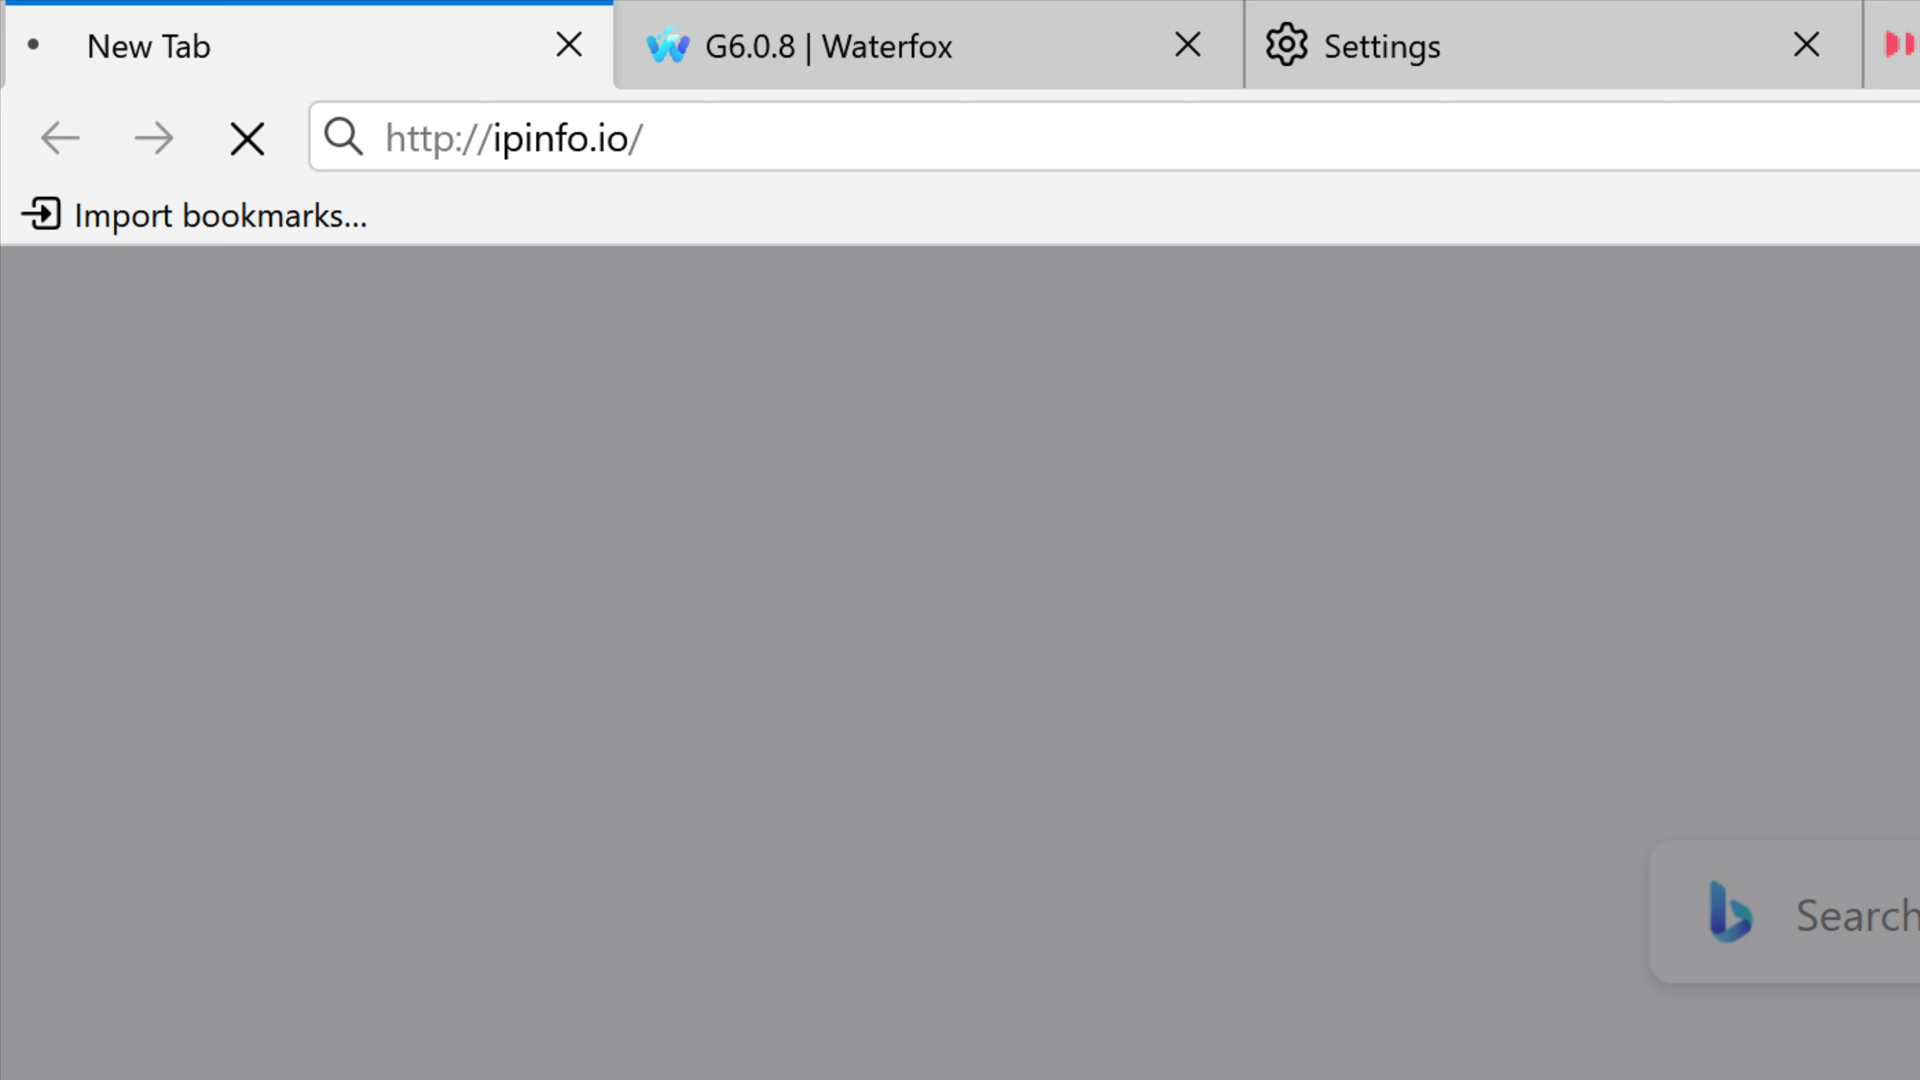 New Tab
G6.0.8 | Waterfox
Settings
http://ipinfo.io/
Import bookmarks...
Search